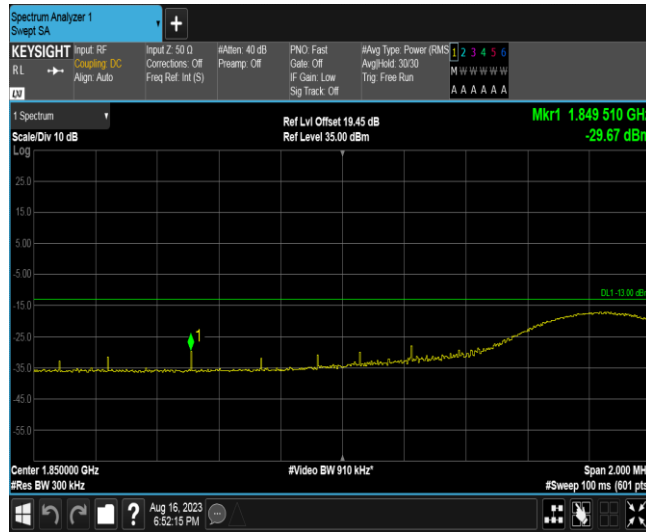 Spectrum Analyzer 1
Swept SA
KEYSIGHT
RL
LXI
Input: RF
Coupling: DC
Align: Auto
Input Z: 50 Ω
Corrections: Off
Freq Ref: Int (S)
#Atten: 40 dB
Preamp: Off
PNO: Fast
Gate: Off
IF Gain: Low
Sig Track: Off
#Avg Type: Power (RMS
Avg|Hold: 30/30
Trig: Free Run
1 2 3 4 5 6
M W W W W W
A A A A A A
1 Spectrum
Scale/Div 10 dB
Log
Ref Lvl Offset 19.45 dB
Ref Level 35.00 dBm
Mkr1 1.849 510 GHz
-29.67 dBm
25.0
15.0
5.00
-5.00
DL1 -13.00 dBm
-15.0
-25.0
1
-35.0
-45.0
-55.0
Center 1.850000 GHz
#Res BW 300 kHz
#Video BW 910 kHz*
Span 2.000 MH
#Sweep 100 ms (601 pts
?
Aug 16, 2023
6:52:15 PM